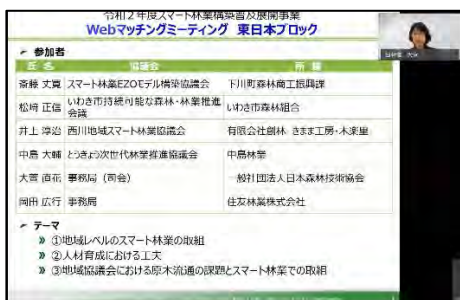 令和２年度スマート林業構築普及展開事業
Webマッチングミーティング 東日本ブロック
参加者
氏 名 協議会 所 属
斎藤 丈寛 スマート林業EZOモデル構築協議会 下川町森林商工振興課
松﨑 正信 いわき市持続可能な森林・林業推進会議 いわき市森林組合
井上 淳治 西川地域スマート林業協議会 有限会社創林 きまま工房・木楽里
中島 大輔 とうきょう次世代林業推進協議会 中島林業
大萱 直花 事務局（司会） 一般社団法人日本森林技術協会
岡田 広行 事務局 住友林業株式会社
テーマ
①地域レベルのスマート林業の取組
②人材育成における工夫
③地域協議会における原木流通の課題とスマート林業での取組